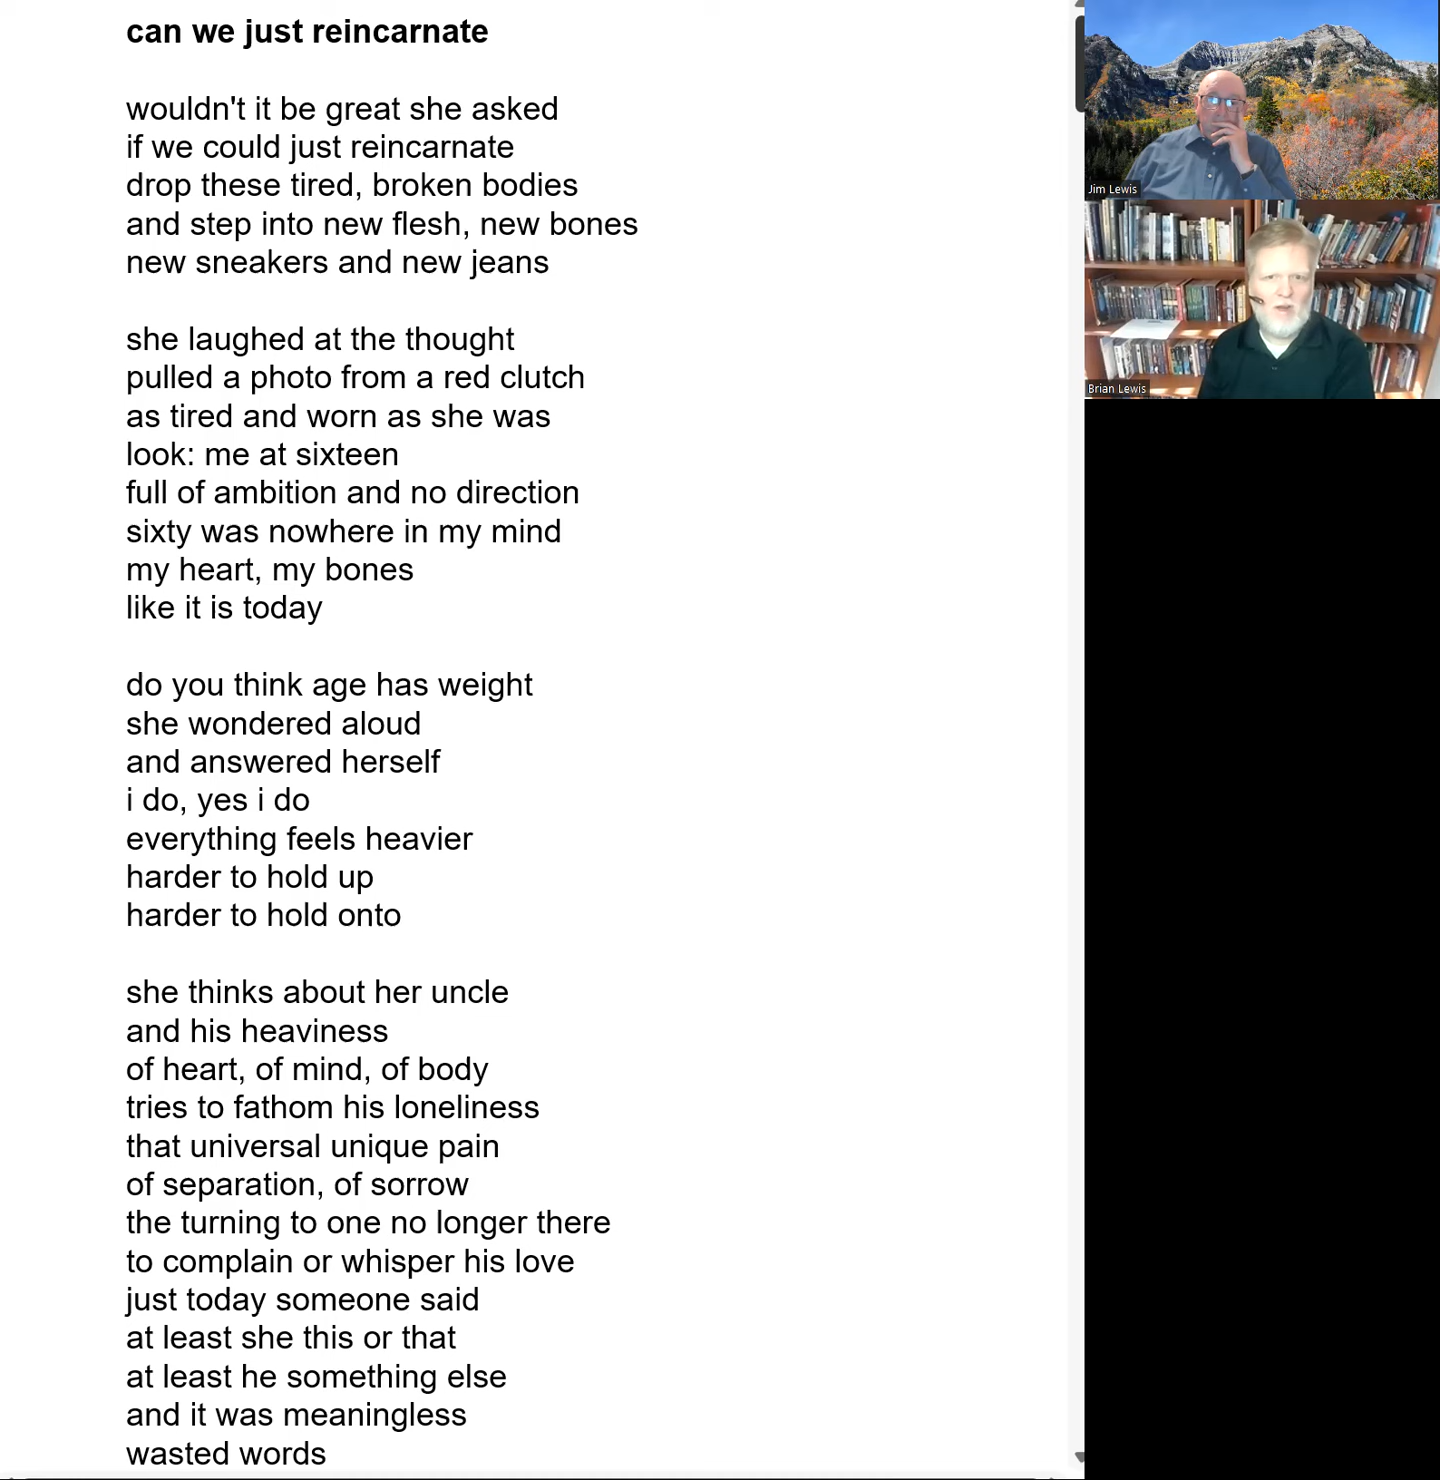 can we just reincarnate
wouldn't it be great she asked
if we could just reincarnate
drop these tired, broken bodies
and step into new flesh, new bones
new sneakers and new jeans
she laughed at the thought
pulled a photo from a red clutch
as tired and worn as she was
look: me at sixteen
full of ambition and no direction
sixty was nowhere in my mind
my heart, my bones
like it is today
do you think age has weight
she wondered aloud
and answered herself
i do, yes i do
everything feels heavier
harder to hold up
harder to hold onto
she thinks about her uncle
and his heaviness
of heart, of mind, of body
tries to fathom his loneliness
that universal unique pain
of separation, of sorrow
the turning to one no longer there
to complain or whisper his love
just today someone said
at least she this or that
at least he something else
and it was meaningless
wasted words
Jim Lewis
Brian Lewis